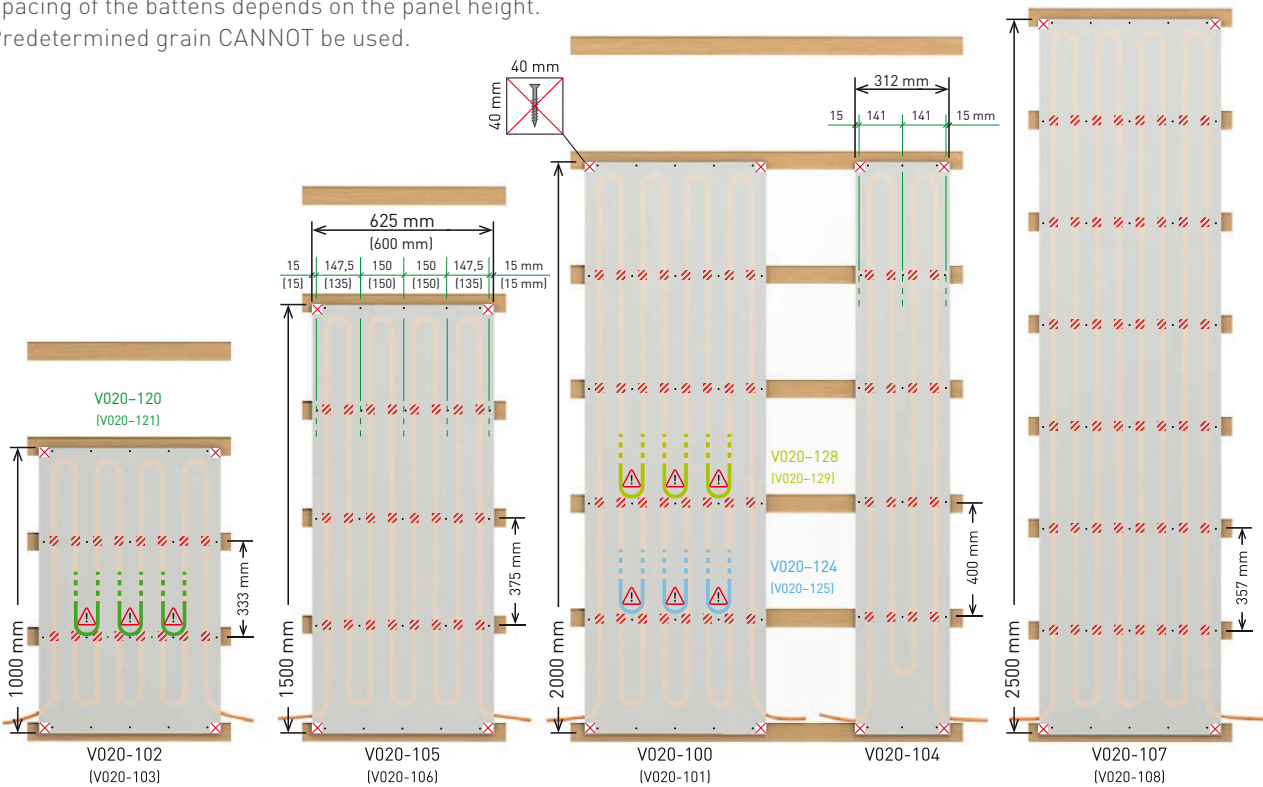 pacing of the battens depends on the panel height.
Predetermined grain CANNOT be used.
40 mm
40 mm
312 mm
15 141 141 15 mm
625 mm
(600 mm)
15 147,5 150 150 147,5 15 mm
(15) (135) (150) (150) (135) (15 mm)
V020–120
(V020–121)
V020–128
(V020–129)
V020–124
(V020–125)
333 mm
375 mm
400 mm
357 mm
1000 mm
1500 mm
2000 mm
2500 mm
V020-102
(V020-103)
V020-105
(V020-106)
V020-100
(V020-101)
V020-104
V020-107
(V020-108)